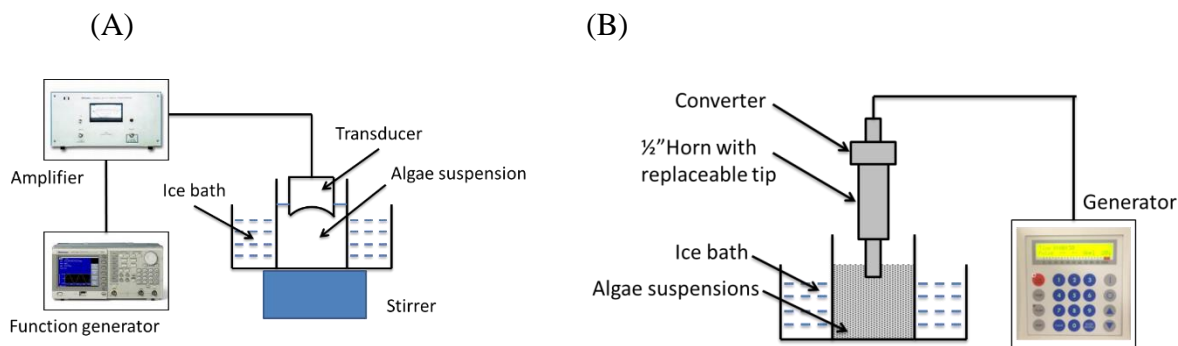 (A)
(B)
Amplifier
Function generator
Transducer
Algae suspension
Ice bath
Stirrer
Converter
½”Horn with
replaceable tip
Generator
Ice bath
Algae suspensions